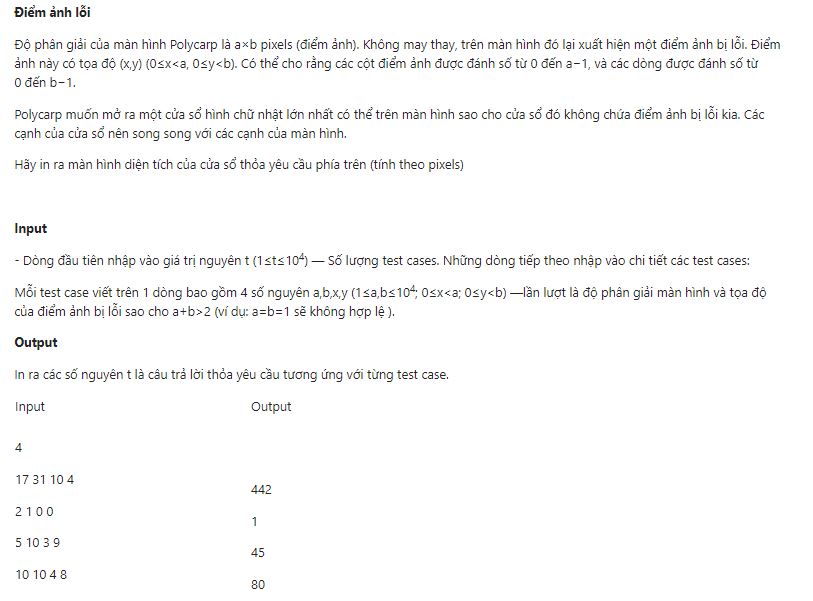 Điểm ảnh lỗi
Độ phân giải của màn hình Polycarp là a×b pixels (điểm ảnh). Không may thay, trên màn hình đó lại xuất hiện một điểm ảnh bị lỗi. Điểm
ảnh này có tọa độ (x,y) (0≤x<a, 0≤y<b). Có thể cho rằng các cột điểm ảnh được đánh số từ 0 đến a−1, và các dòng được đánh số từ
0 đến b−1.
Polycarp muốn mở ra một cửa sổ hình chữ nhật lớn nhất có thể trên màn hình sao cho cửa sổ đó không chứa điểm ảnh bị lỗi kia. Các
cạnh của cửa sổ nên song song với các cạnh của màn hình.
Hãy in ra màn hình diện tích của cửa sổ thỏa yêu cầu phía trên (tính theo pixels)
Input
- Dòng đầu tiên nhập vào giá trị nguyên t (1≤t≤10⁴) — Số lượng test cases. Những dòng tiếp theo nhập vào chi tiết các test cases:
Mỗi test case viết trên 1 dòng bao gồm 4 số nguyên a,b,x,y (1≤a,b≤10⁴; 0≤x<a; 0≤y<b) —lần lượt là độ phân giải màn hình và tọa độ
của điểm ảnh bị lỗi sao cho a+b>2 (ví dụ: a=b=1 sẽ không hợp lệ ).
Output
In ra các số nguyên t là câu trả lời thỏa yêu cầu tương ứng với từng test case.
Input Output
4
17 31 10 4
442
2 1 0 0
1
5 10 3 9
45
10 10 4 8
80